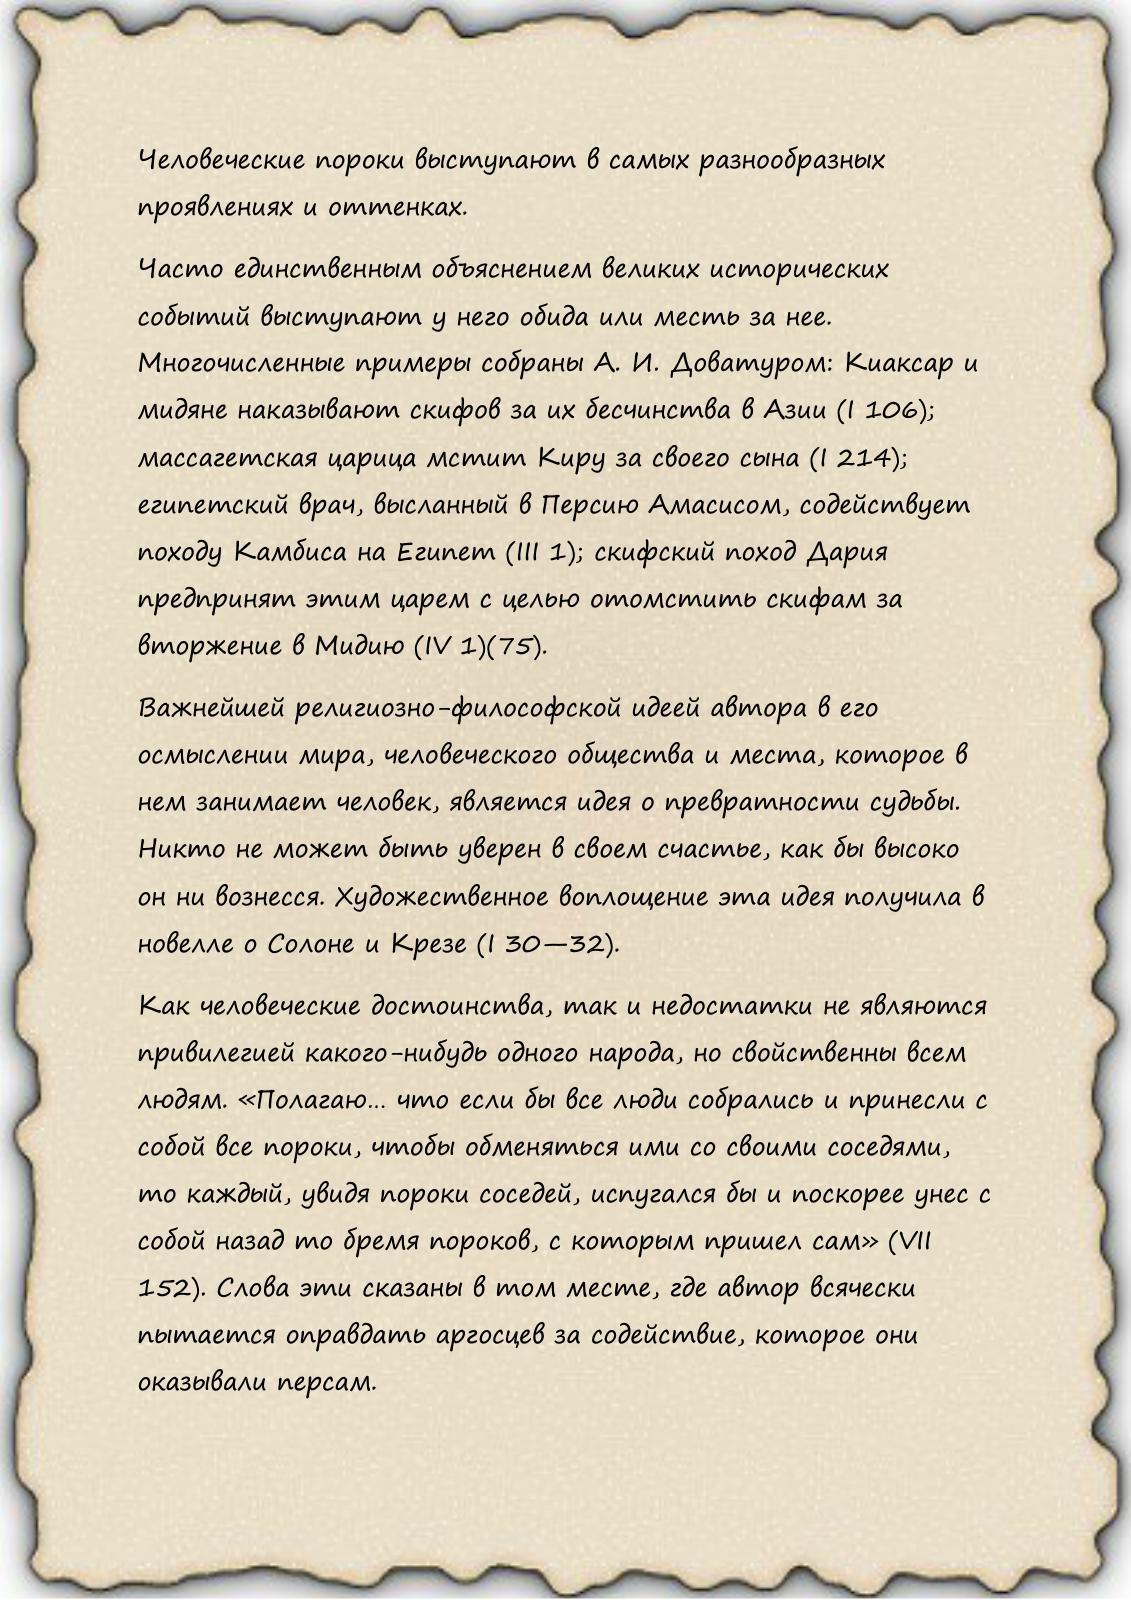 Человеческие пороки выступают в самых разнообразных
проявлениях и оттенках.
Часто единственным объяснением великих исторических
событий выступают у него обида или месть за нее.
Многочисленные примеры собраны А. И. Доватуром: Киаксар и
мидяне наказывают скифов за их бесчинства в Азии (I 106);
массагетская царица мстит Киру за своего сына (I 214);
египетский врач, высланный в Персию Амасисом, содействует
походу Камбиса на Египет (III 1); скифский поход Дария
предпринят этим царем с целью отомстить скифам за
вторжение в Мидию (IV 1)(75).
Важнейшей религиозно-философской идеей автора в его
осмыслении мира, человеческого общества и места, которое в
нем занимает человек, является идея о превратности судьбы.
Никто не может быть уверен в своем счастье, как бы высоко
он ни вознесся. Художественное воплощение эта идея получила в
новелле о Солоне и Крезе (I 30—32).
Как человеческие достоинства, так и недостатки не являются
привилегией какого-нибудь одного народа, но свойственны всем
людям. «Полагаю... что если бы все люди собрались и принесли с
собой все пороки, чтобы обменяться ими со своими соседями,
то каждый, увидя пороки соседей, испугался бы и поскорее унес с
собой назад то бремя пороков, с которым пришел сам» (VII
152). Слова эти сказаны в том месте, где автор всячески
пытается оправдать аргосцев за содействие, которое они
оказывали персам.